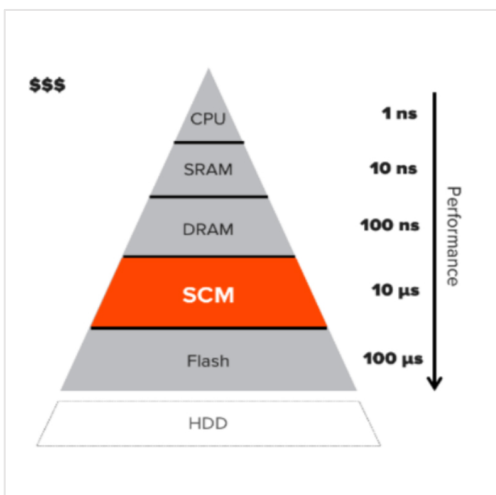 $$$
CPU
1 ns
SRAM
10 ns
DRAM
100 ns
SCM
10 µs
Flash
100 µs
HDD
Performance